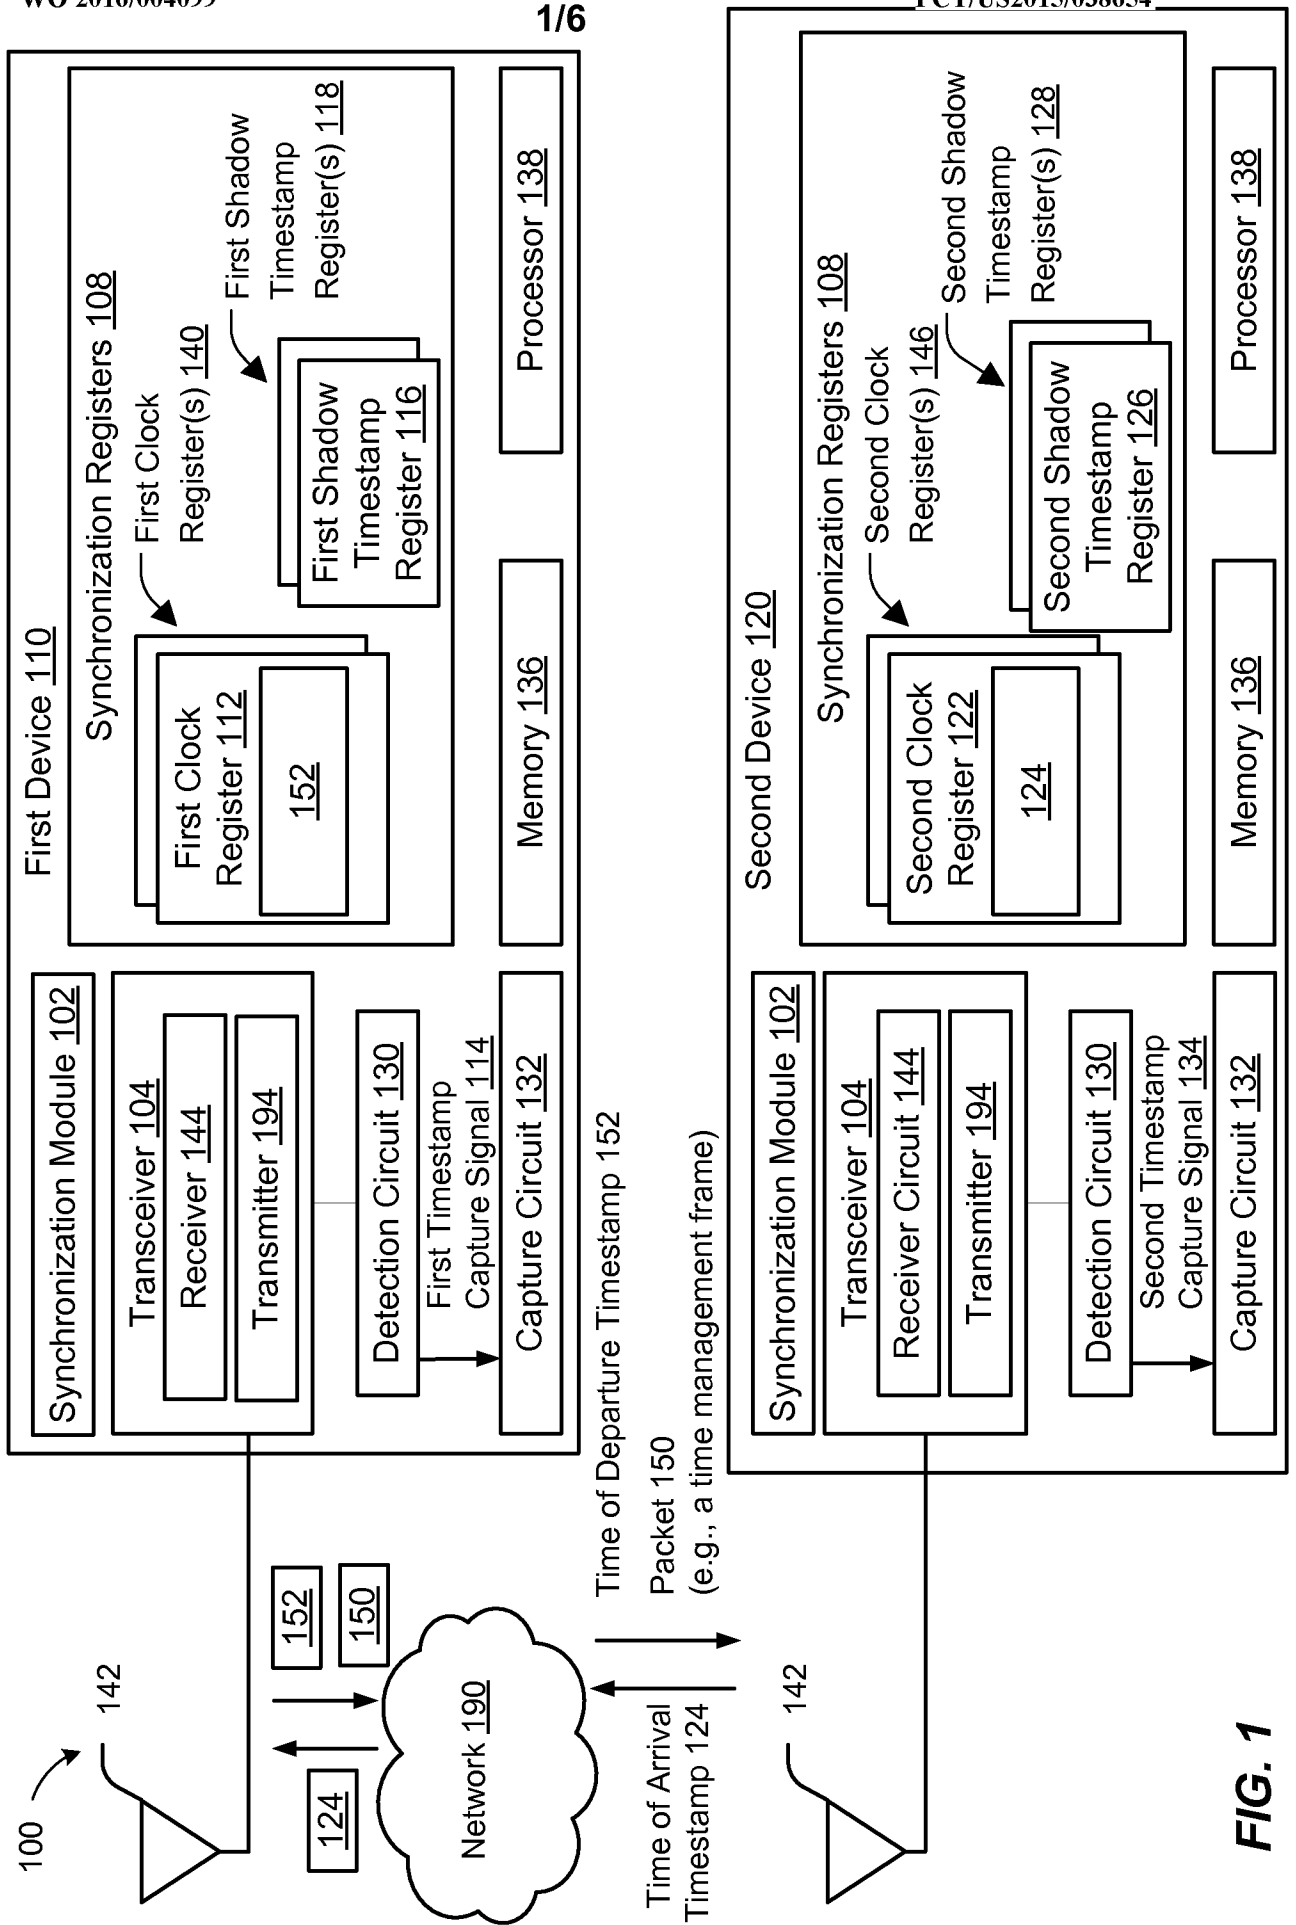 WO 2016/004099
PCT/US2015/038654
1/6
100
142
First Device 110
Synchronization Module 102
Transceiver 104
Receiver 144
Transmitter 194
Detection Circuit 130
First Timestamp
Capture Signal 114
Capture Circuit 132
Synchronization Registers 108
First Clock
Register(s) 140
First Clock
Register 112
152
First Shadow
Timestamp
Register(s) 118
First Shadow
Timestamp
Register 116
Memory 136
Processor 138
124
152
150
Network 190
Time of Departure Timestamp 152
Packet 150
(e.g., a time management frame)
Time of Arrival
Timestamp 124
142
Second Device 120
Synchronization Module 102
Transceiver 104
Receiver Circuit 144
Transmitter 194
Detection Circuit 130
Second Timestamp
Capture Signal 134
Capture Circuit 132
Synchronization Registers 108
Second Clock
Register(s) 146
Second Clock
Register 122
124
Second Shadow
Timestamp
Register(s) 128
Second Shadow
Timestamp
Register 126
Memory 136
Processor 138
FIG. 1